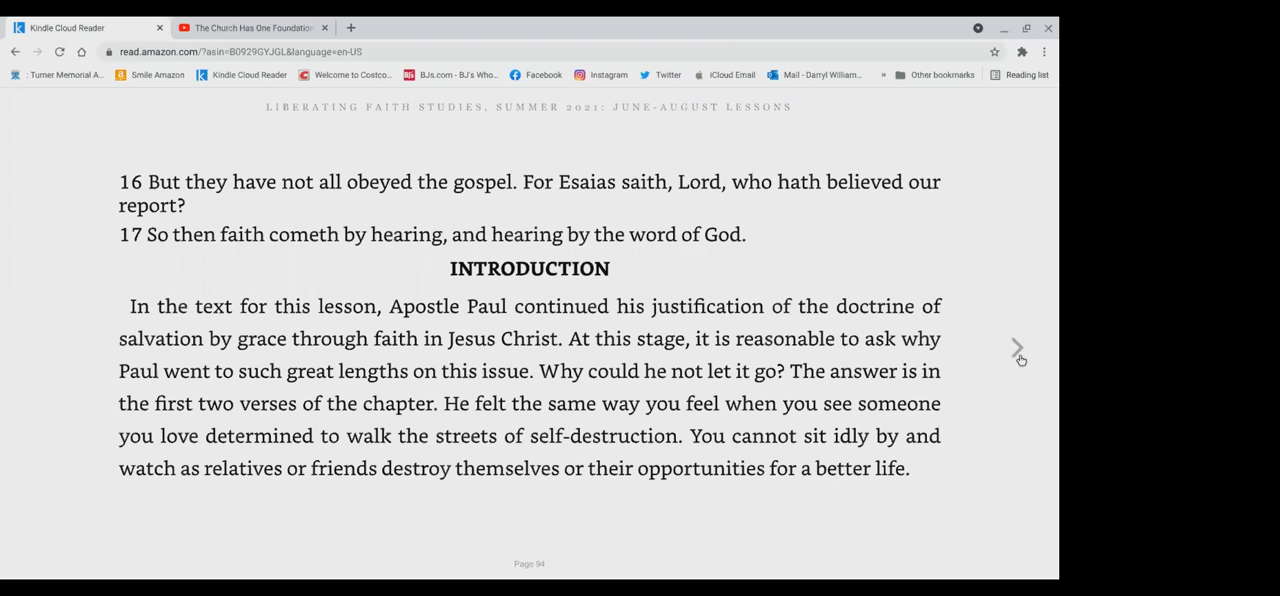 Kindle Cloud Reader
The Church Has One Foundation
read.amazon.com/?asin=B0929GYJGL&language=en-US
: Turner Memorial A... Smile Amazon Kindle Cloud Reader Welcome to Costco... BJs.com - BJ's Who... Facebook Instagram Twitter iCloud Email Mail - Darryl William... » Other bookmarks Reading list
LIBERATING FAITH STUDIES, SUMMER 2021: JUNE-AUGUST LESSONS
16 But they have not all obeyed the gospel. For Esaias saith, Lord, who hath believed our
report?
17 So then faith cometh by hearing, and hearing by the word of God.
INTRODUCTION
In the text for this lesson, Apostle Paul continued his justification of the doctrine of
salvation by grace through faith in Jesus Christ. At this stage, it is reasonable to ask why
Paul went to such great lengths on this issue. Why could he not let it go? The answer is in
the first two verses of the chapter. He felt the same way you feel when you see someone
you love determined to walk the streets of self-destruction. You cannot sit idly by and
watch as relatives or friends destroy themselves or their opportunities for a better life.
Page 94